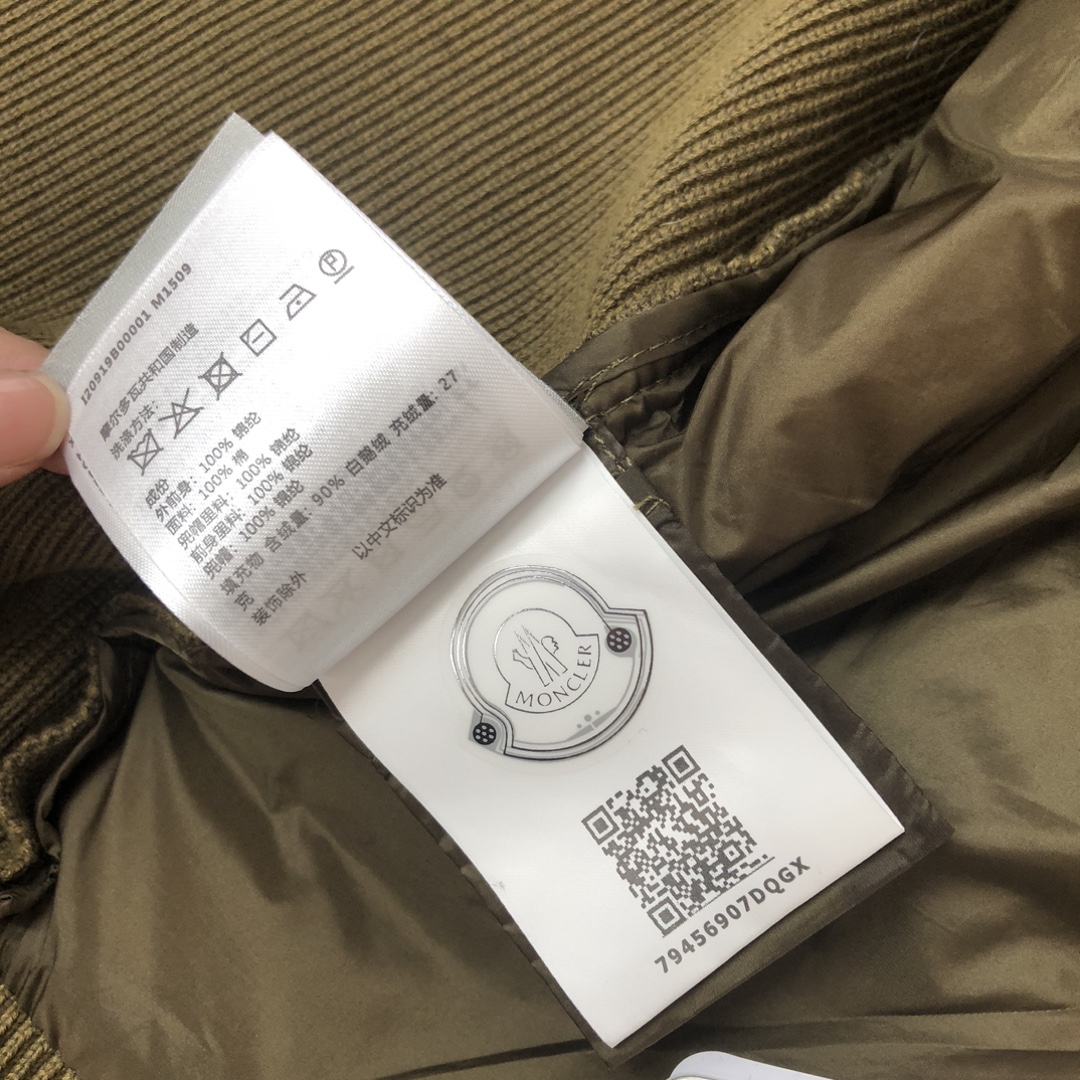 J20919B00001 M1509
摩尔多瓦共和国制造
洗涤方法:
成份
外前身: 100% 锦纶
面料: 100% 棉
兜帽里料: 100% 锦纶
前身里料: 100% 锦纶
兜帽: 100% 锦纶
填充物 含绒量: 90% 白鹅绒 充绒量: 27
克
装饰除外 以中文标识为准
MONCLER
79456907DQGX